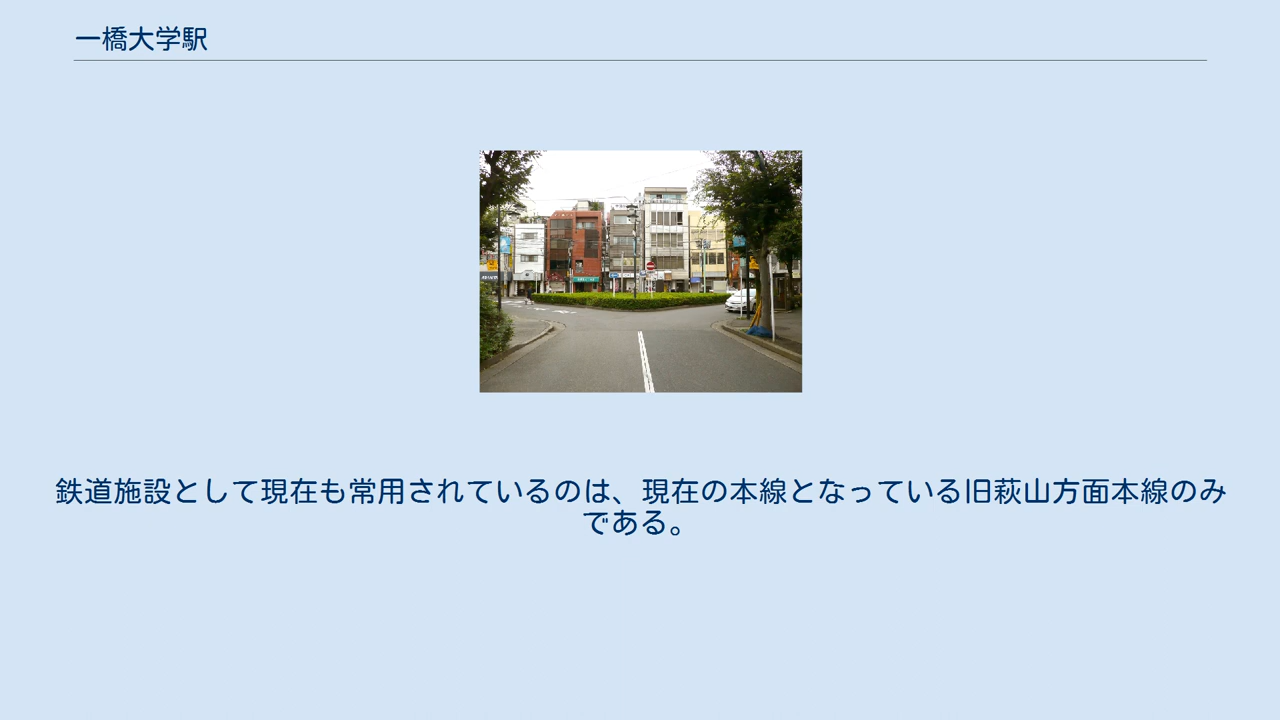 一橋大学駅
鉄道施設として現在も常用されているのは、現在の本線となっている旧萩山方面本線のみ
である。